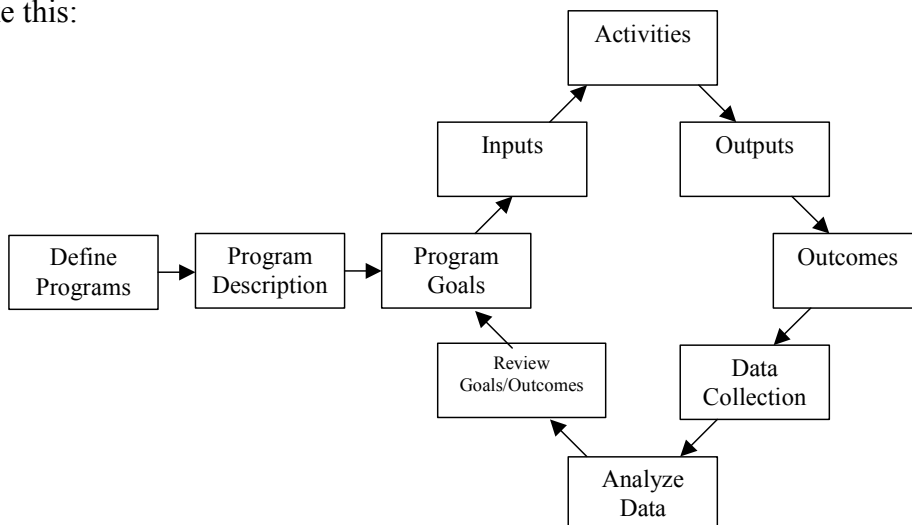 e this:
Activities
Inputs
Outputs
Define
Programs
Program
Description
Program
Goals
Outcomes
Review
Goals/Outcomes
Data
Collection
Analyze
Data